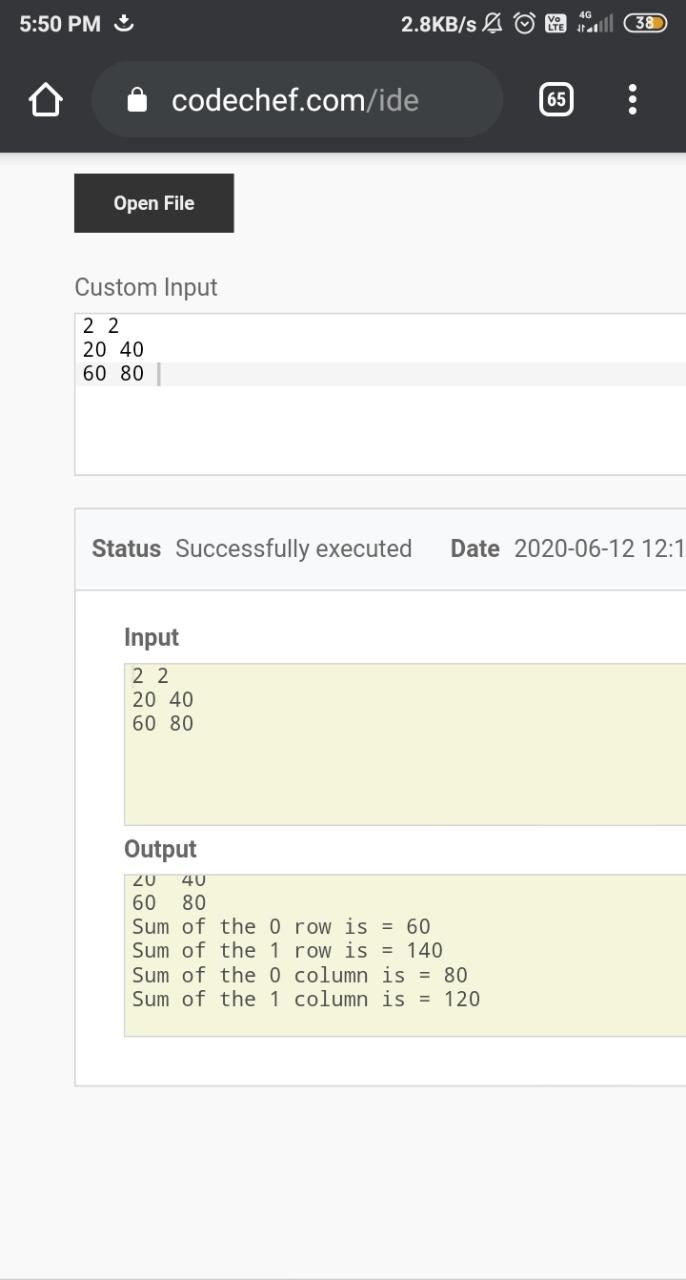 5:50 PM 2.8KB/s Vo LTE 4G 38
codechef.com/ide 65
Open File
Custom Input
2 2
20 40
60 80
Status Successfully executed Date 2020-06-12 12:1
Input
2 2
20 40
60 80
Output
20 40
60 80
Sum of the 0 row is = 60
Sum of the 1 row is = 140
Sum of the 0 column is = 80
Sum of the 1 column is = 120